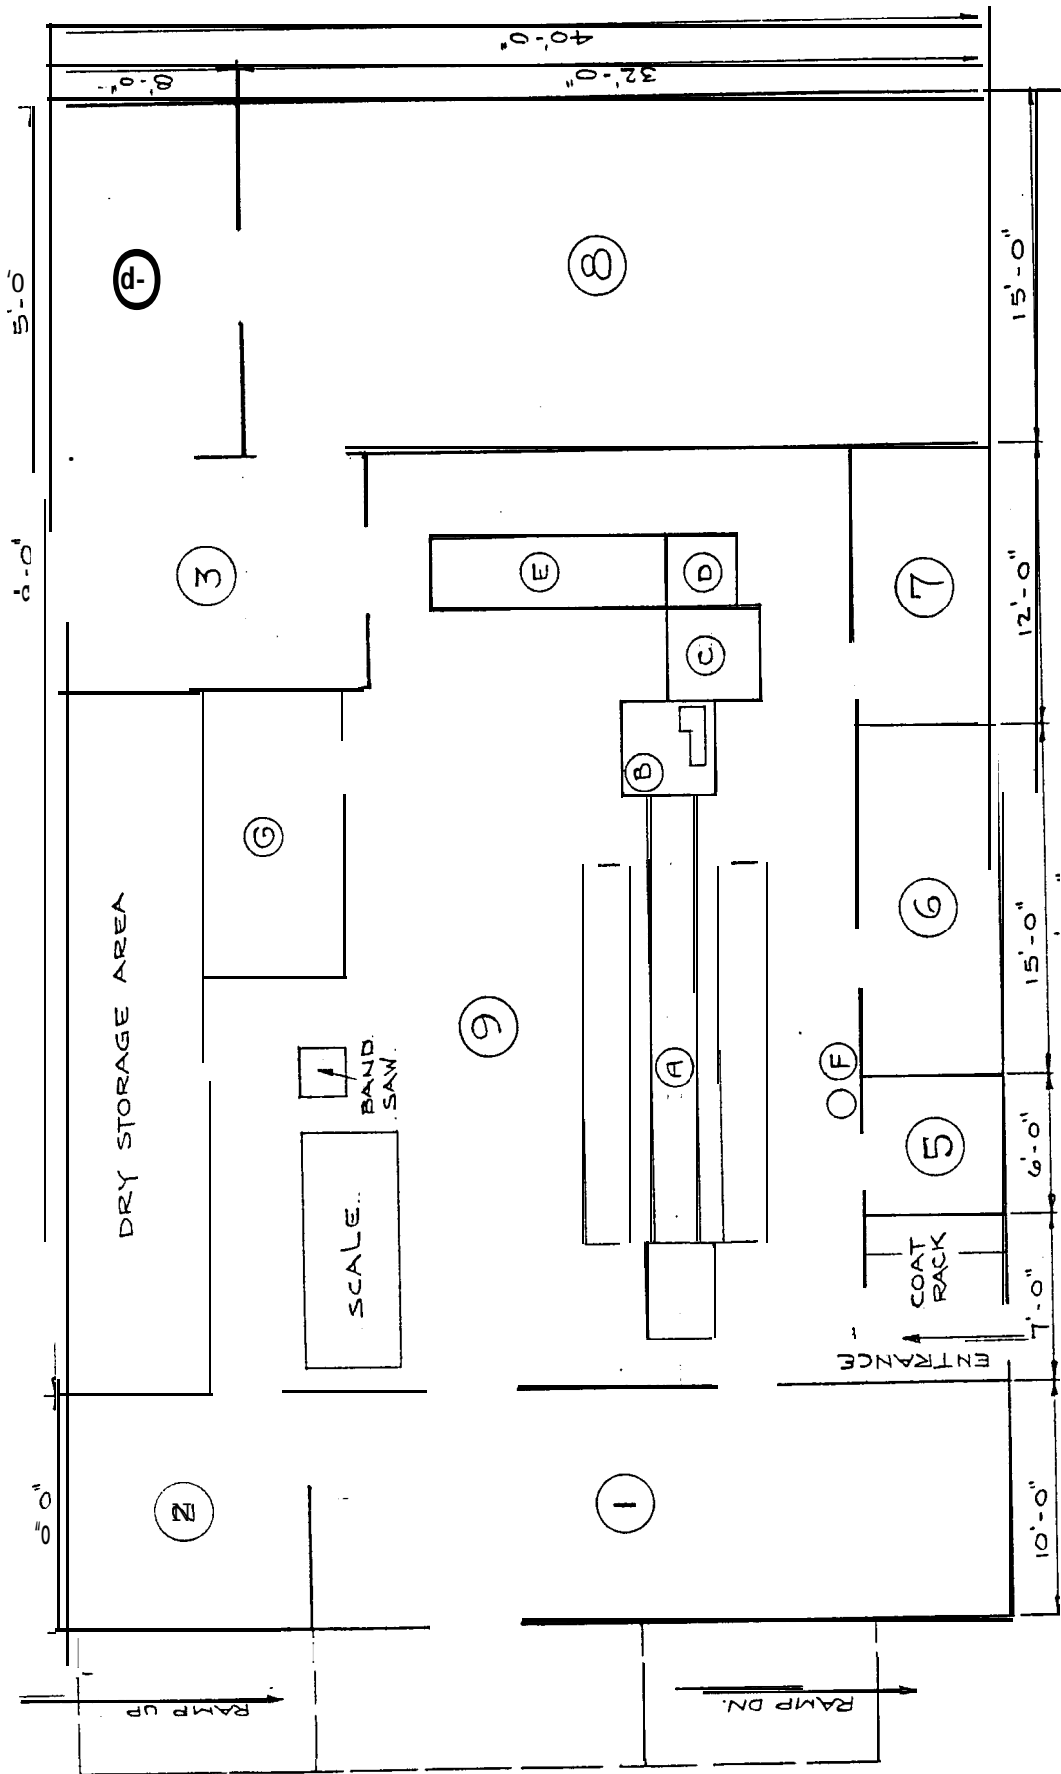 40'-0"
8'-0"
32'-0"
5'-0"
d-
8
15'-0"
-0-0"
3
E
D
C
B
7
12'-0"
G
DRY STORAGE AREA
6
15'-0"
9
BAND
SAW.
A
F
5
6'-0"
SCALE..
COAT
RACK
7'-0"
ENTRANCE
2
1
10'-0"
RAMP UP
RAMP DN.